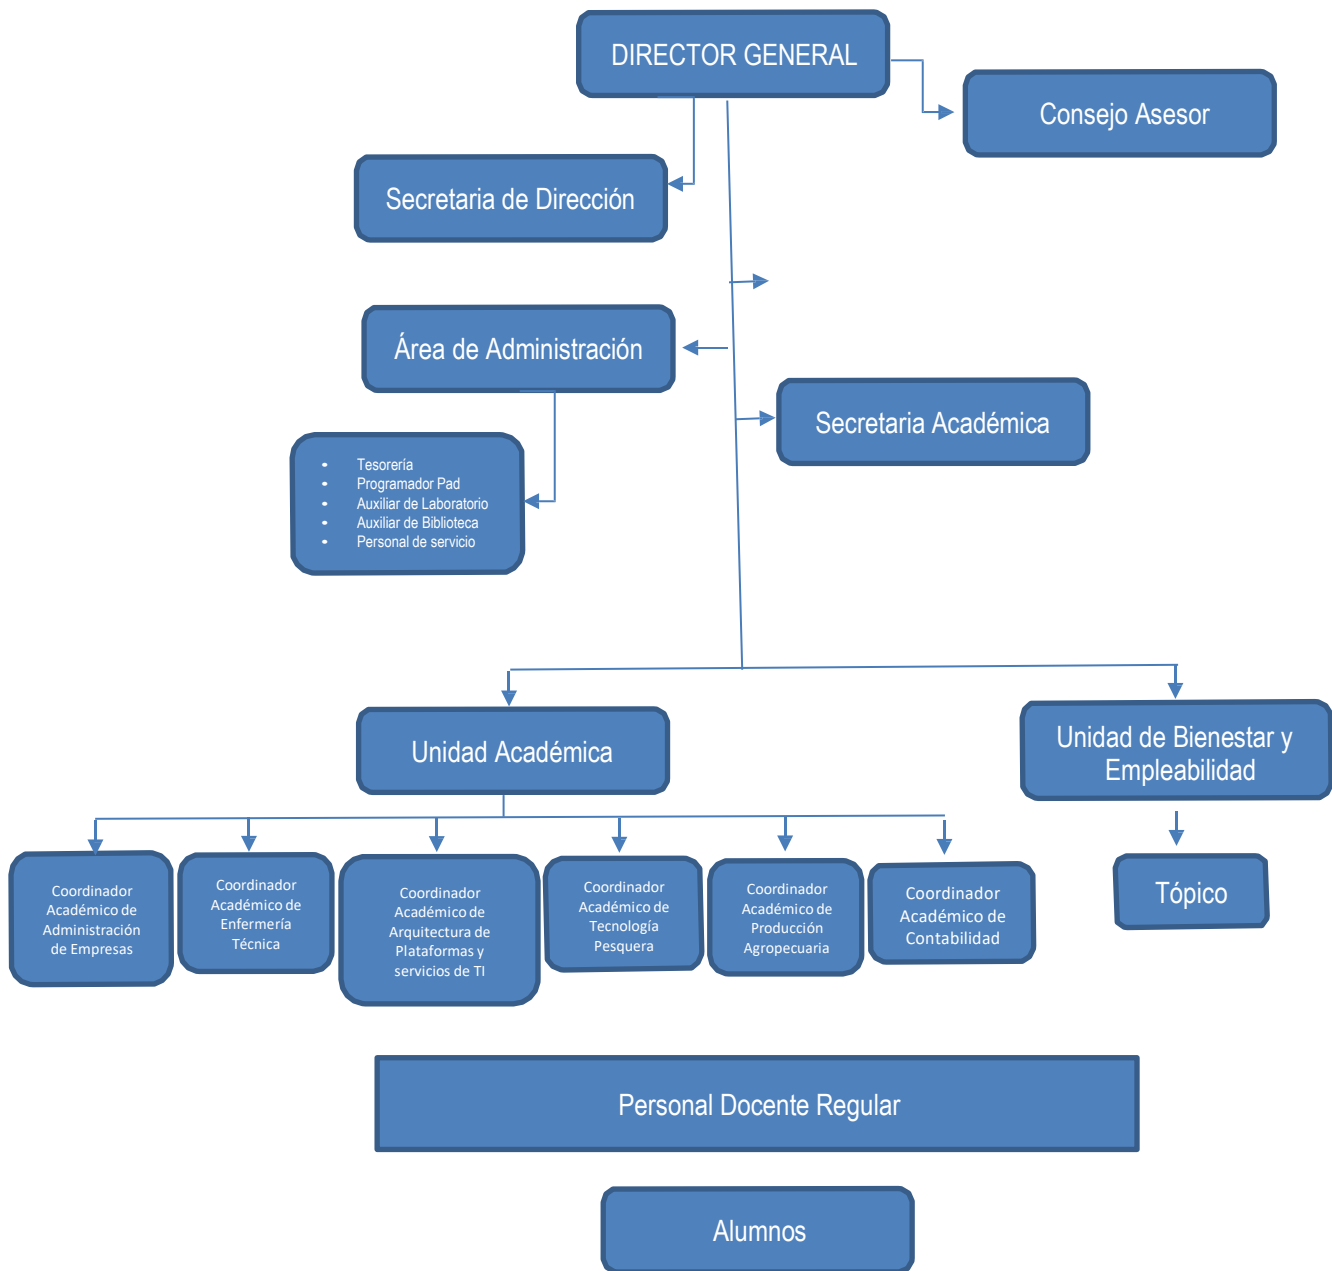 DIRECTOR GENERAL
Consejo Asesor
Secretaria de Dirección
Área de Administración
Secretaria Académica
• Tesorería
• Programador Pad
• Auxiliar de Laboratorio
• Auxiliar de Biblioteca
• Personal de servicio
Unidad Académica
Unidad de Bienestar y
Empleabilidad
Coordinador
Académico de
Administración
de Empresas
Coordinador
Académico de
Enfermería
Técnica
Coordinador
Académico de
Arquitectura de
Plataformas y
servicios de TI
Coordinador
Académico de
Tecnología
Pesquera
Coordinador
Académico de
Producción
Agropecuaria
Coordinador
Académico de
Contabilidad
Tópico
Personal Docente Regular
Alumnos